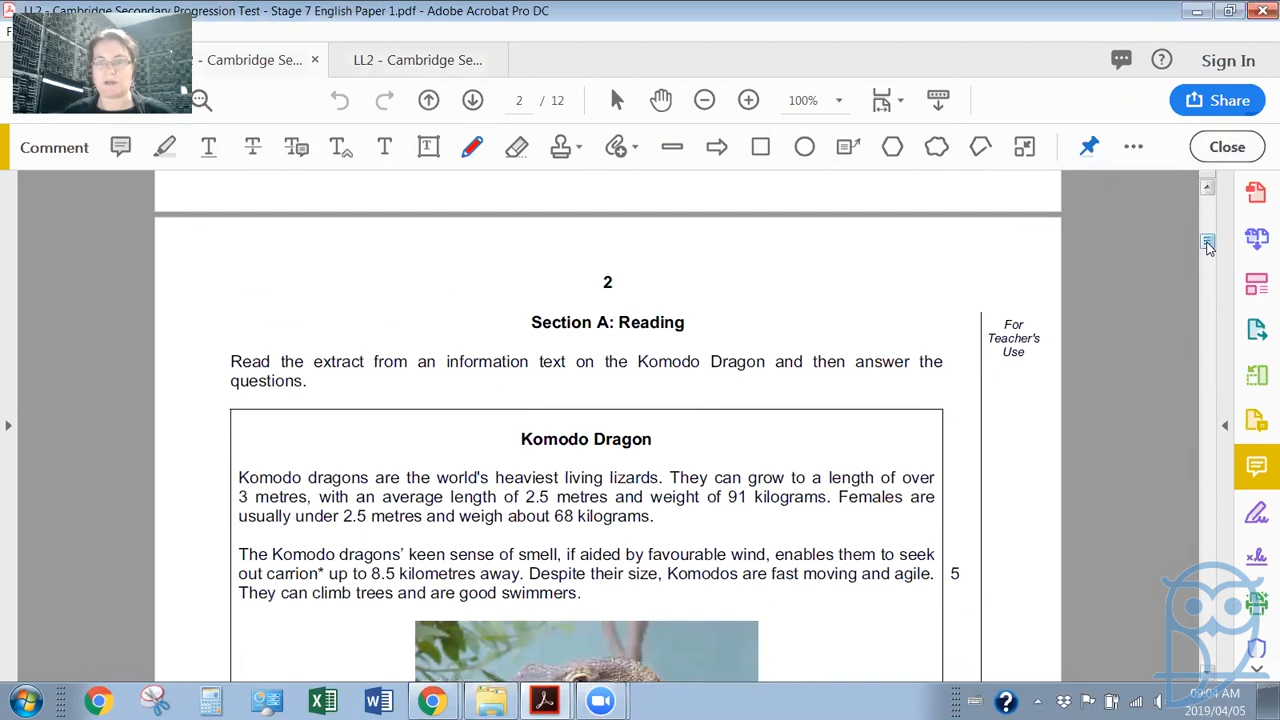 LL2 - Cambridge Secondary Progression Test - Stage 7 English Paper 1.pdf - Adobe Acrobat Pro DC
- Cambridge Se...
LL2 - Cambridge Se...
Sign In
2 / 12
100%
Share
Comment
Close
2
Section A: Reading
For
Teacher's
Use
Read the extract from an information text on the Komodo Dragon and then answer the
questions.
Komodo Dragon
Komodo dragons are the world's heaviest living lizards. They can grow to a length of over
3 metres, with an average length of 2.5 metres and weight of 91 kilograms. Females are
usually under 2.5 metres and weigh about 68 kilograms.
The Komodo dragons' keen sense of smell, if aided by favourable wind, enables them to seek
out carrion* up to 8.5 kilometres away. Despite their size, Komodos are fast moving and agile. 5
They can climb trees and are good swimmers.
09:04 AM
2019/04/05